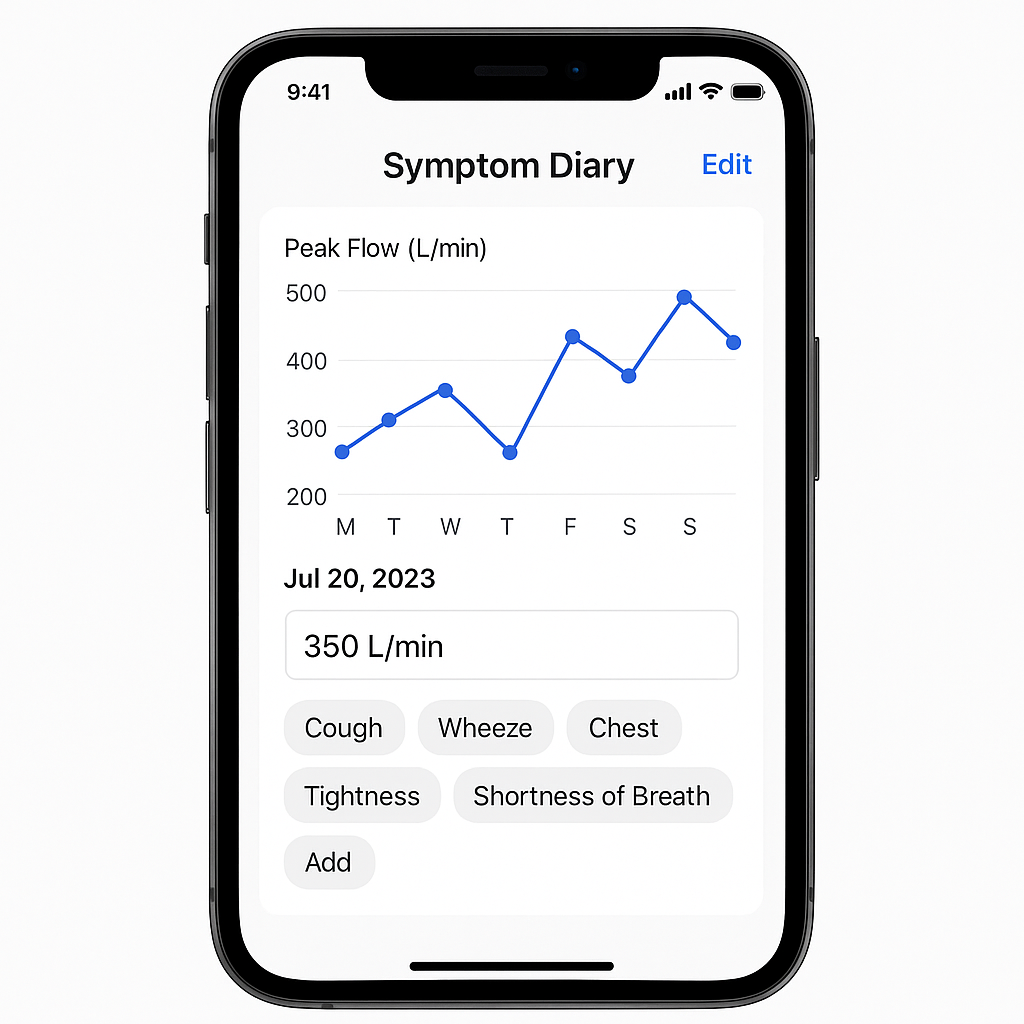 9:41
Symptom Diary Edit
Peak Flow (L/min)
500
400
300
200
M T W T F S S
Jul 20, 2023
350 L/min
Cough Wheeze Chest
Tightness Shortness of Breath
Add